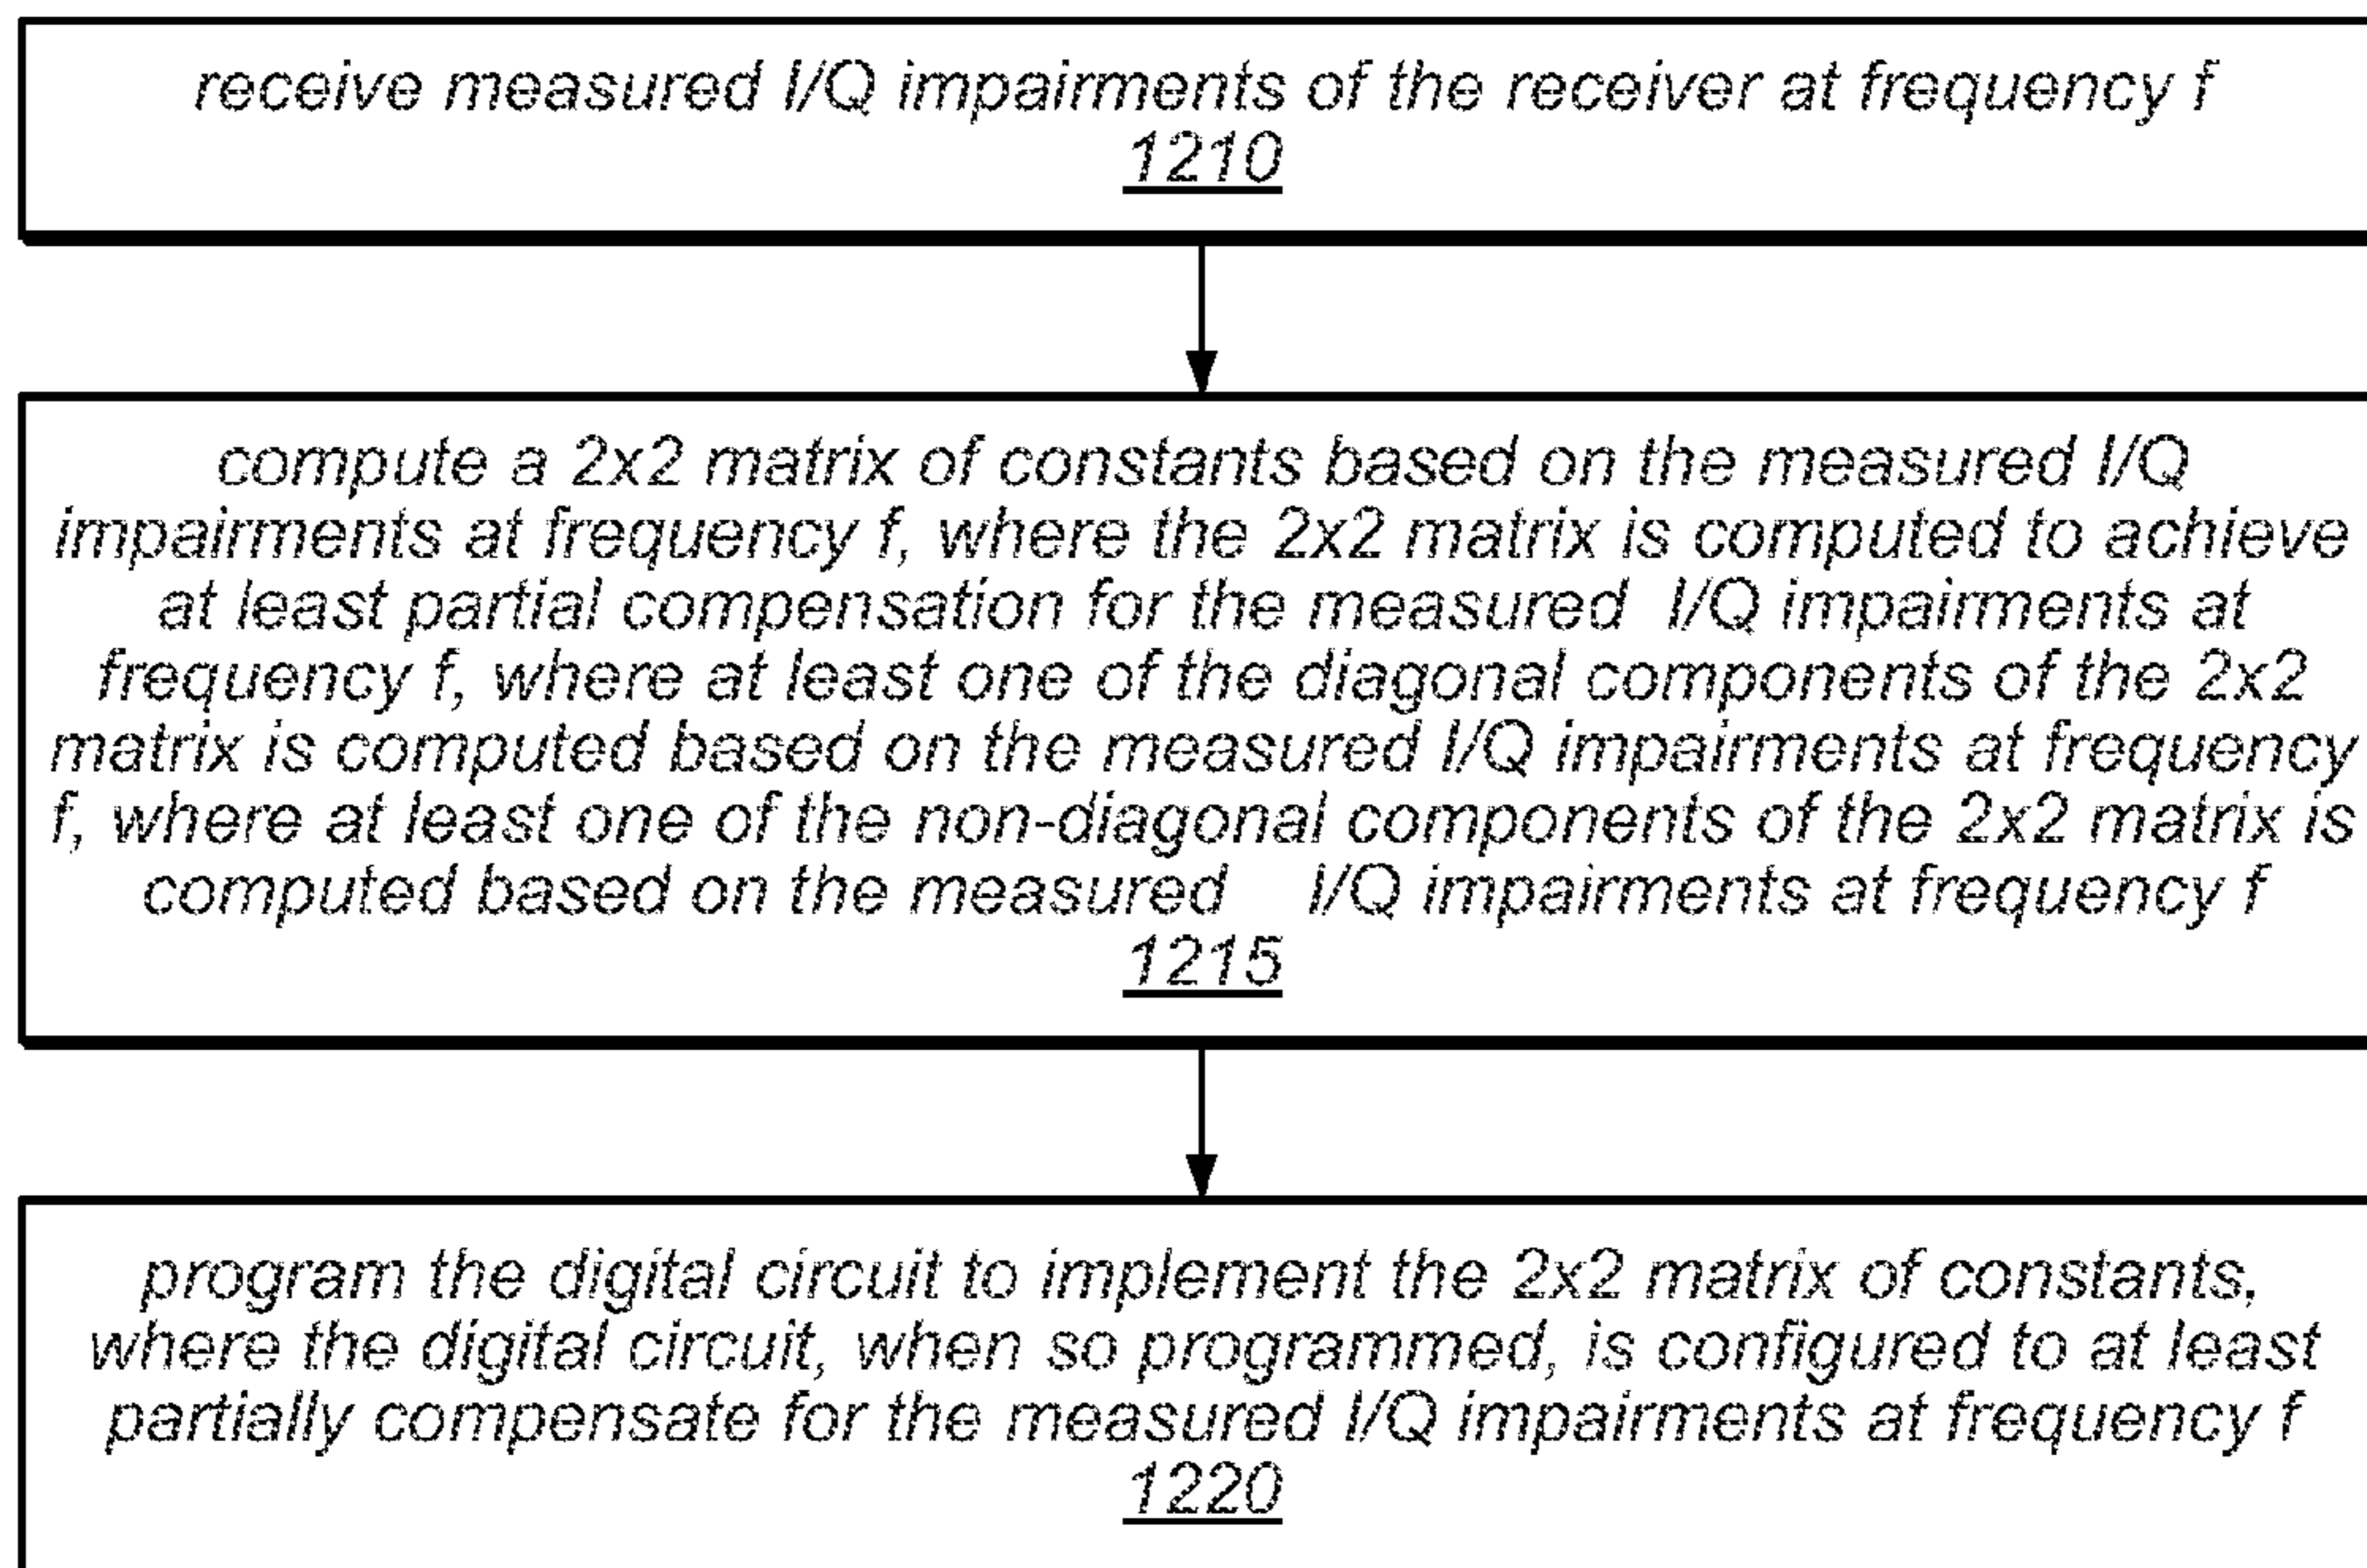 receive measured I/Q impairments of the receiver at frequency f
1210
compute a 2x2 matrix of constants based on the measured I/Q
impairments at frequency f, where the 2x2 matrix is computed to achieve
at least partial compensation for the measured I/Q impairments at
frequency f, where at least one of the diagonal components of the 2x2
matrix is computed based on the measured I/Q impairments at frequency
f, where at least one of the non-diagonal components of the 2x2 matrix is
computed based on the measured I/Q impairments at frequency f
1215
program the digital circuit to implement the 2x2 matrix of constants,
where the digital circuit, when so programmed, is configured to at least
partially compensate for the measured I/Q impairments at frequency f
1220